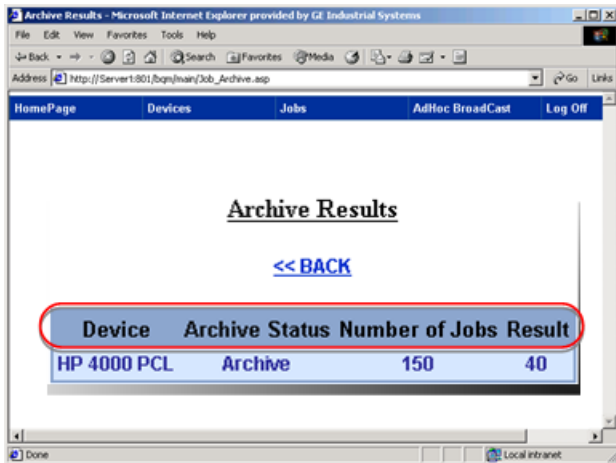 Archive Results - Microsoft Internet Explorer provided by GE Industrial Systems
File Edit View Favorites Tools Help
Back Search Favorites Media
Address http://Server1:801/bqm/main/Job_Archive.asp Go Links
HomePage Devices Jobs AdHoc BroadCast Log Off
Archive Results
<< BACK
Device Archive Status Number of Jobs Result
HP 4000 PCL Archive 150 40
Done Local intranet